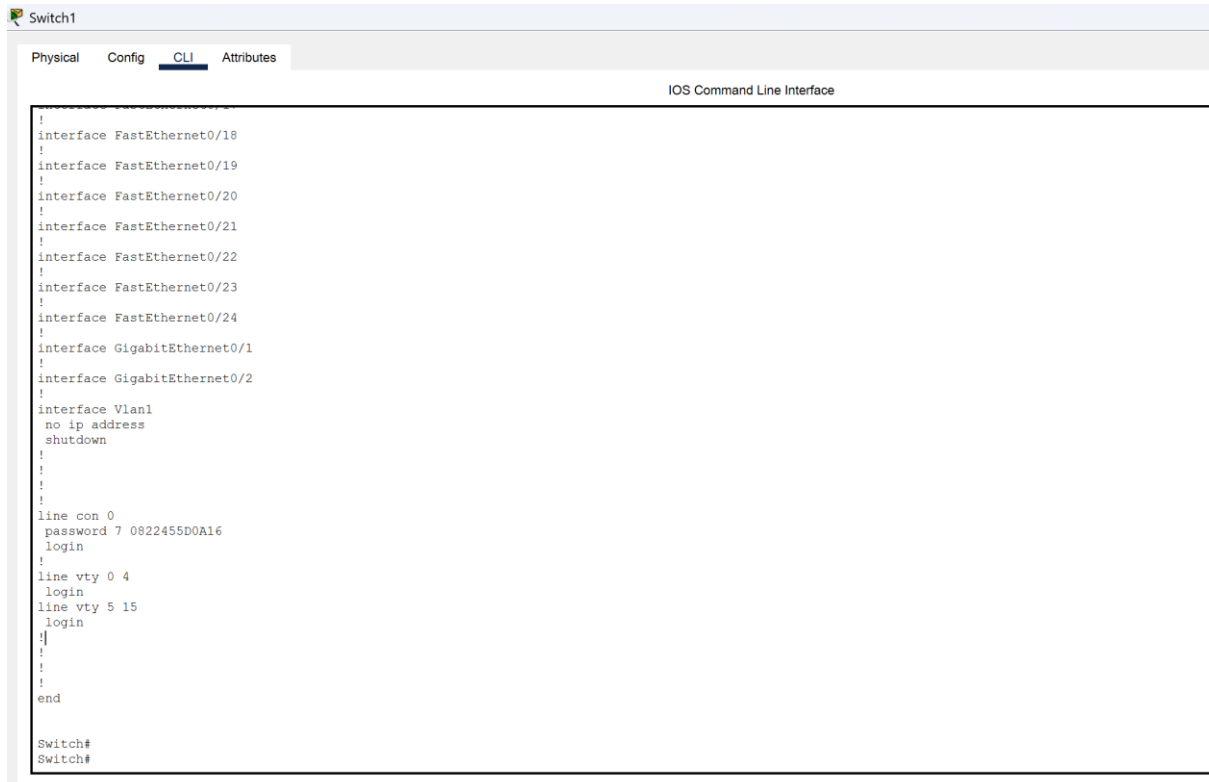 Switch1
Physical Config CLI Attributes
IOS Command Line Interface
!
interface FastEthernet0/18
!
interface FastEthernet0/19
!
interface FastEthernet0/20
!
interface FastEthernet0/21
!
interface FastEthernet0/22
!
interface FastEthernet0/23
!
interface FastEthernet0/24
!
interface GigabitEthernet0/1
!
interface GigabitEthernet0/2
!
interface Vlan1
 no ip address
 shutdown
!
!
!
!
line con 0
 password 7 0822455D0A16
 login
!
line vty 0 4
 login
line vty 5 15
 login
!
!
!
!
end
Switch#
Switch#